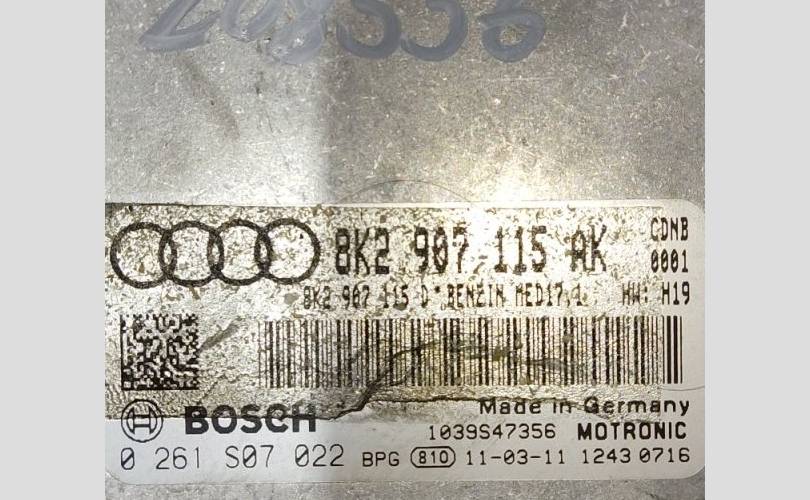 208556
8K2 907 115 AK
CDNB
0001
8K2 907 115 D BENZIN MED17.1 HW: H19
BOSCH
Made in Germany
1039S47356 MOTRONIC
0 261 S07 022 BPG 810 11-03-11 1243 0716